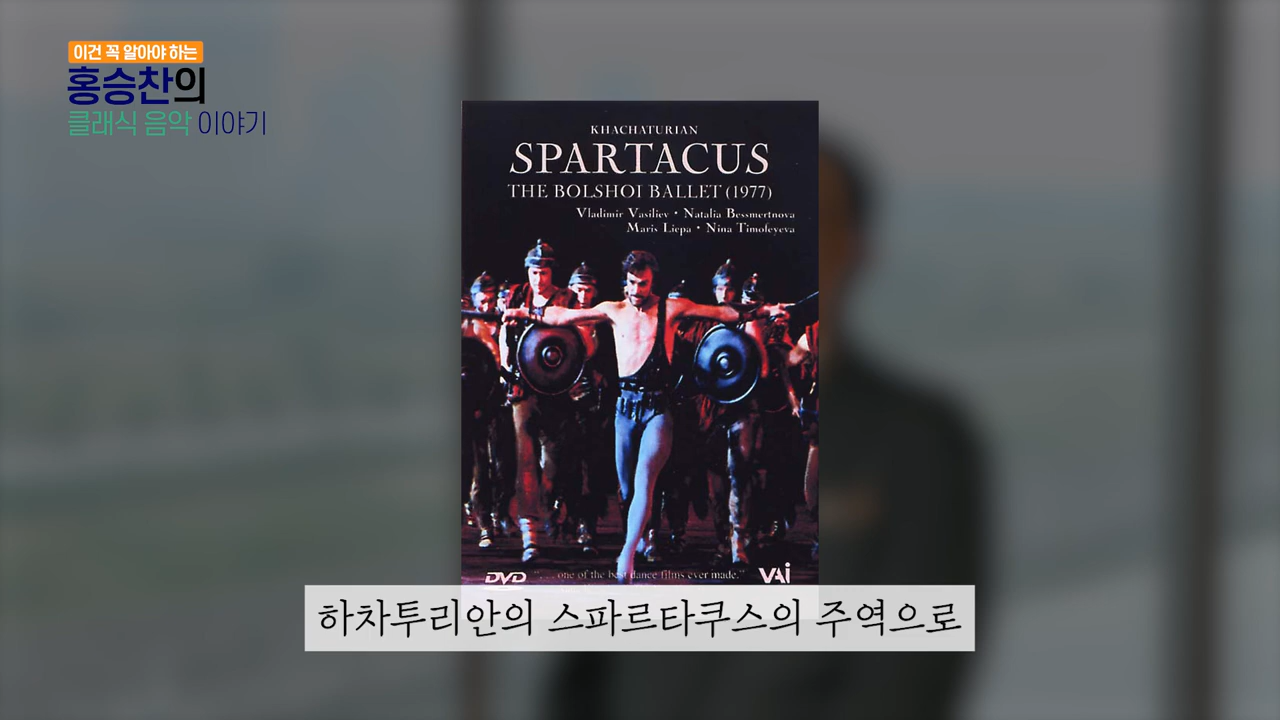 이건 꼭 알아야 하는
홍승찬의
클래식 음악 이야기
KHACHATURIAN
SPARTACUS
THE BOLSHOI BALLET (1977)
Vladimir Vasiliev • Natalia Bessmertnova
Maris Liepa • Nina Timofeyeva
"... one of the best dance films ever made."
DVD
VAI
하차투리안의 스파르타쿠스의 주역으로